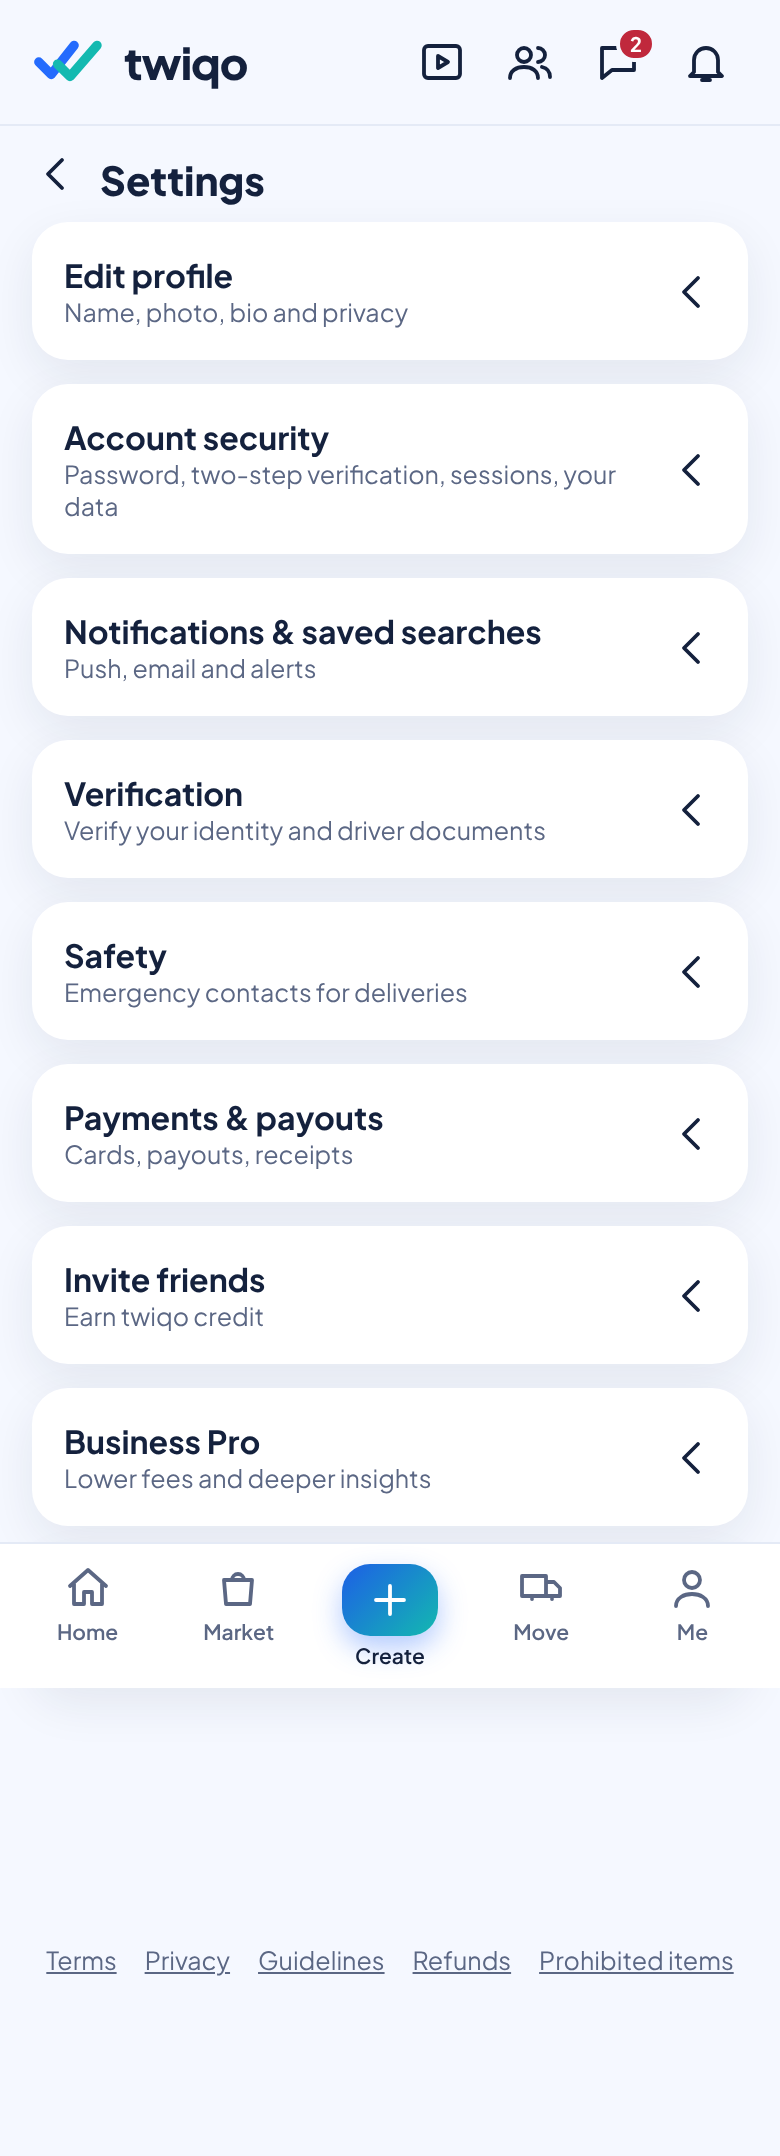 twiqo
2
Settings
Edit profile
Name, photo, bio and privacy
Account security
Password, two-step verification, sessions, your
data
Notifications & saved searches
Push, email and alerts
Verification
Verify your identity and driver documents
Safety
Emergency contacts for deliveries
Payments & payouts
Cards, payouts, receipts
Invite friends
Earn twiqo credit
Business Pro
Lower fees and deeper insights
Home Market Create Move Me
Terms Privacy Guidelines Refunds Prohibited items